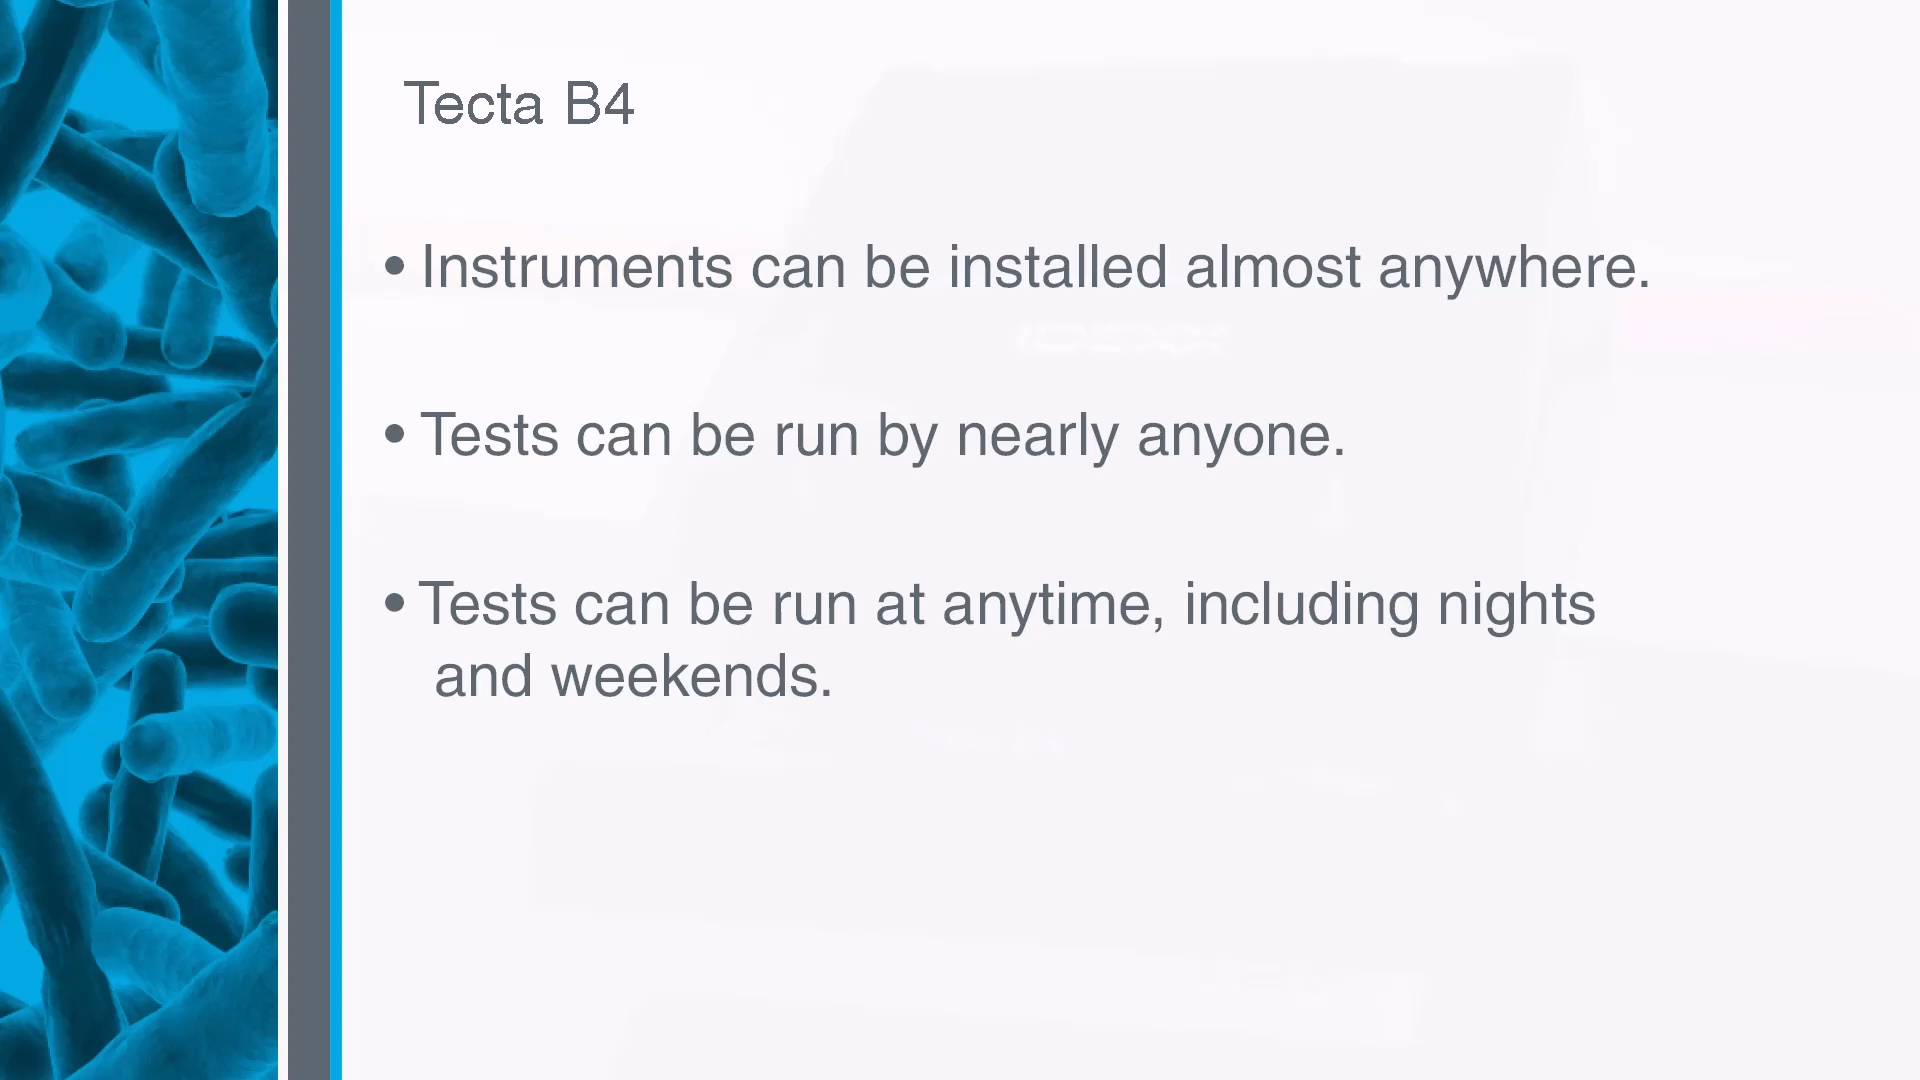 Tecta B4
• Instruments can be installed almost anywhere.
IDEXX
• Tests can be run by nearly anyone.
• Tests can be run at anytime, including nights
and weekends.